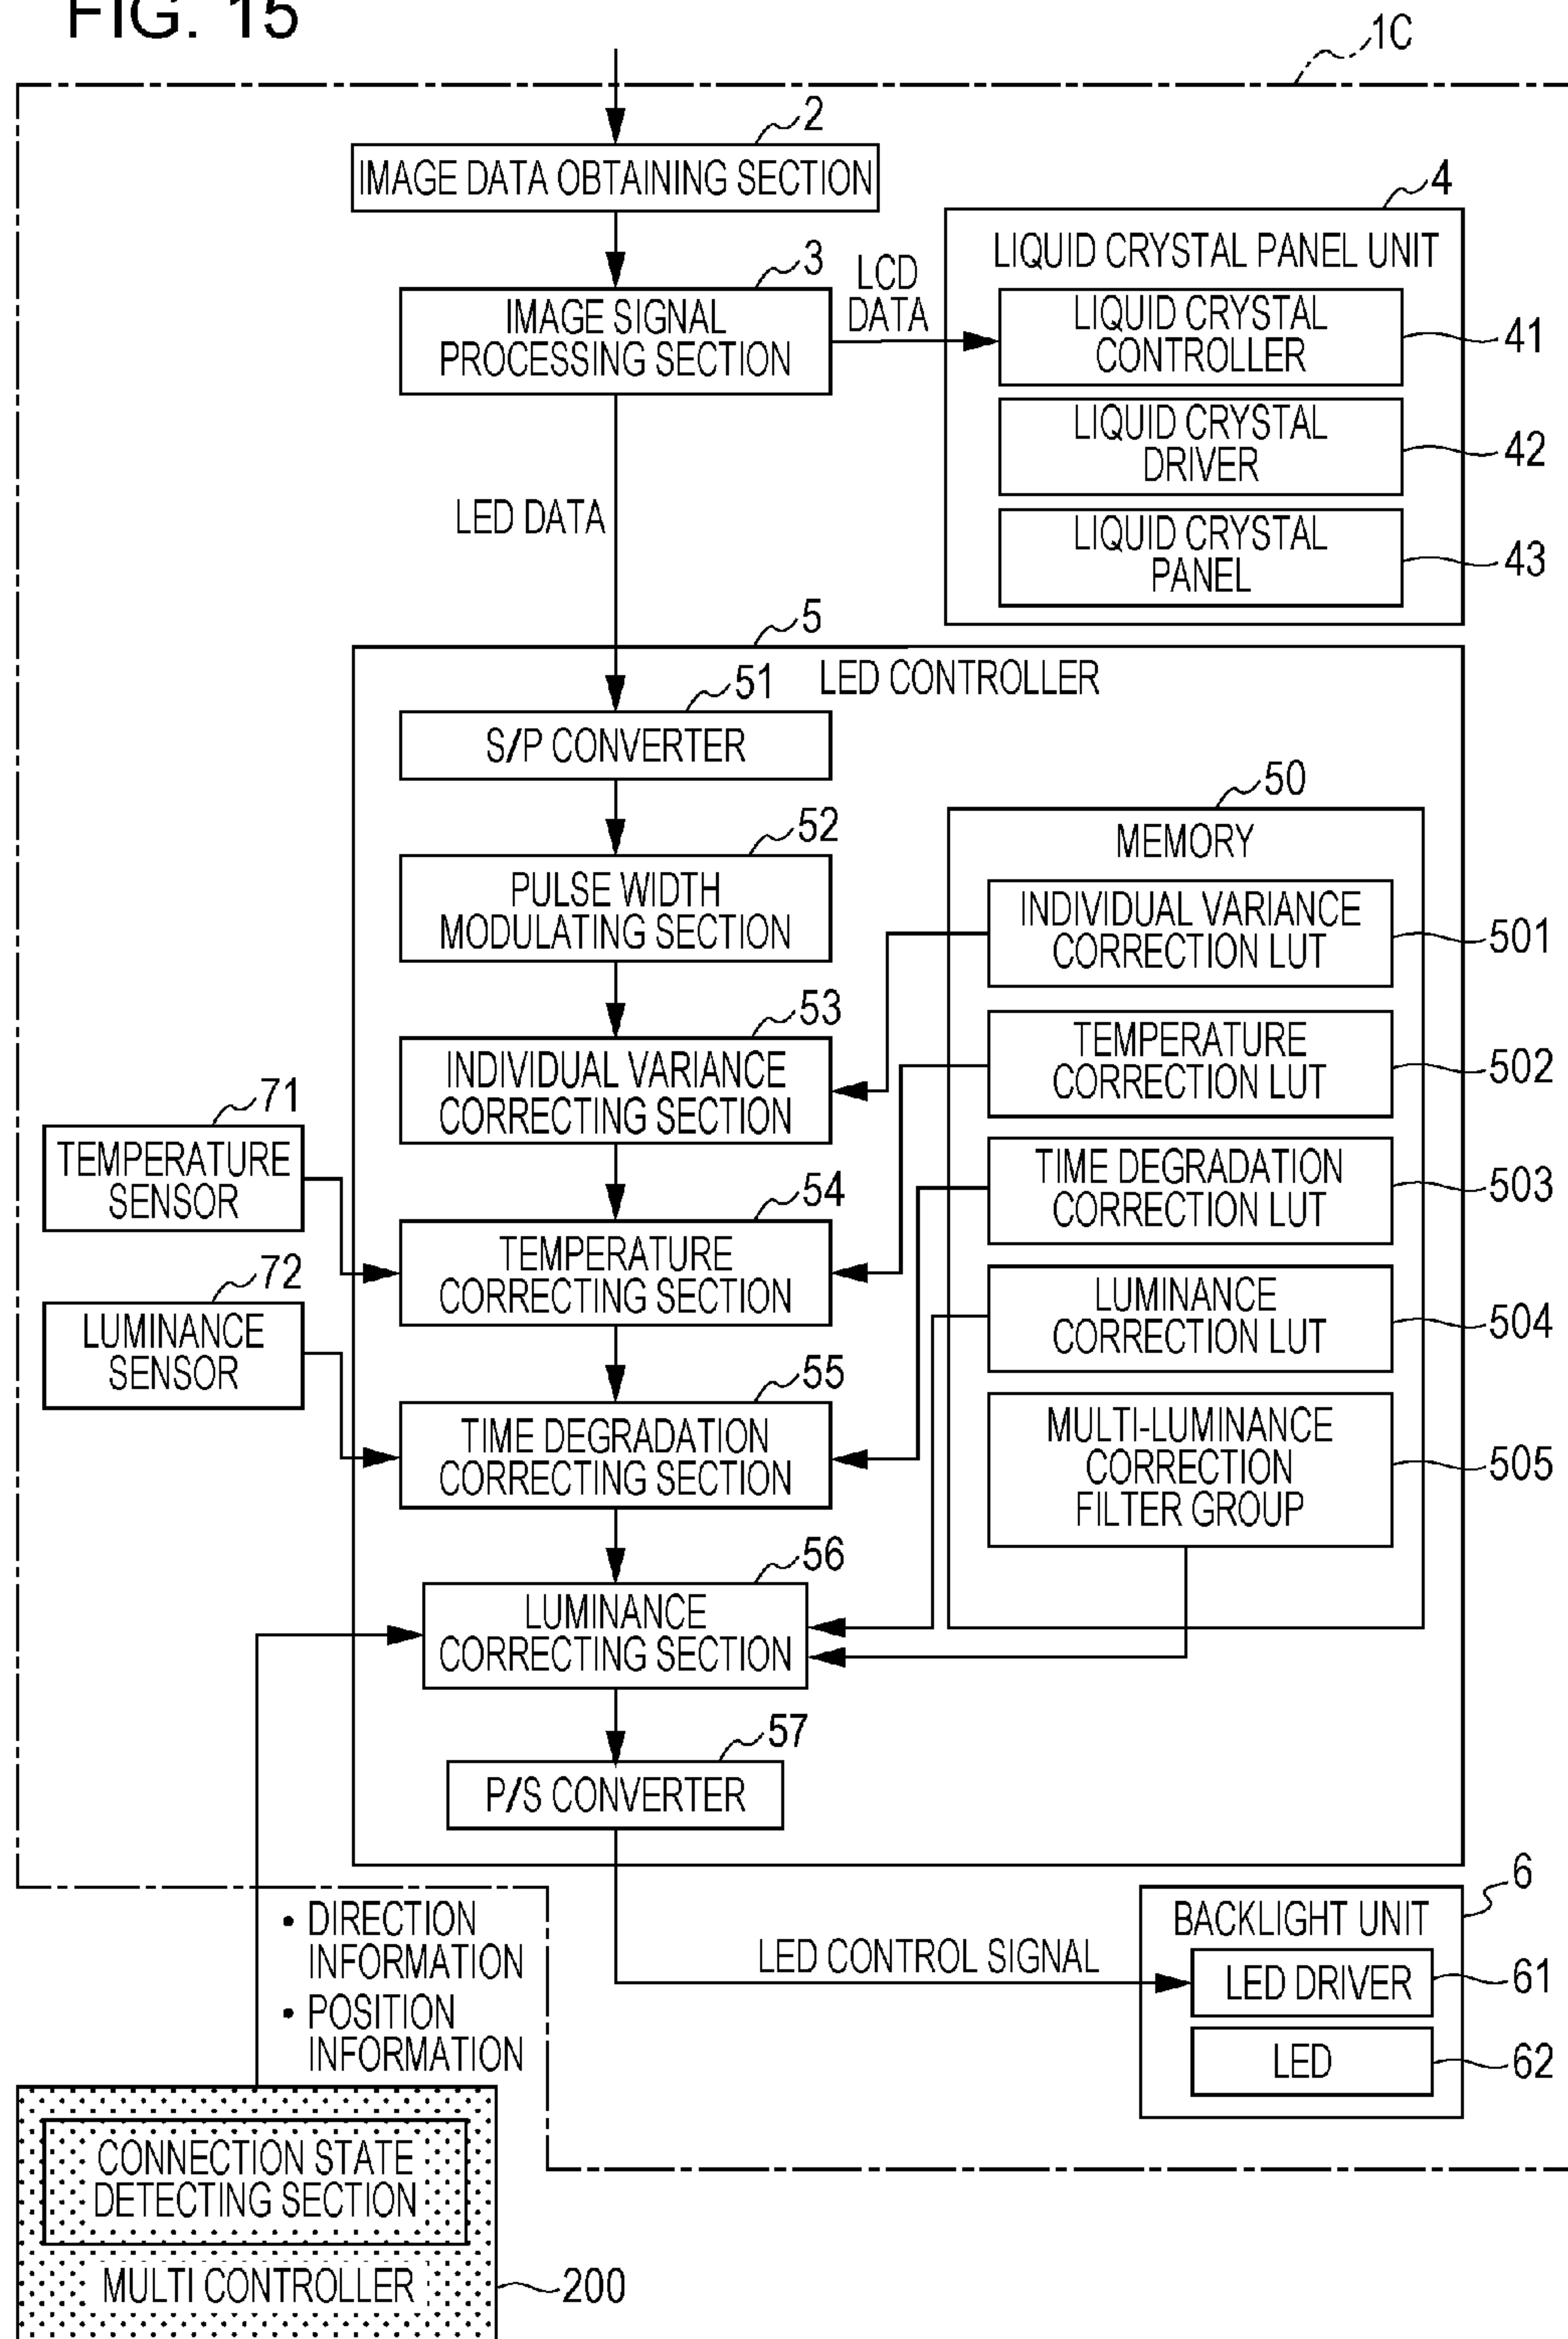 FIG. 15
1C
2
IMAGE DATA OBTAINING SECTION
3
IMAGE SIGNAL
PROCESSING SECTION
LCD
DATA
4
LIQUID CRYSTAL PANEL UNIT
LIQUID CRYSTAL
CONTROLLER
41
LIQUID CRYSTAL
DRIVER
42
LIQUID CRYSTAL
PANEL
43
LED DATA
5
LED CONTROLLER
51
S/P CONVERTER
52
PULSE WIDTH
MODULATING SECTION
53
INDIVIDUAL VARIANCE
CORRECTING SECTION
54
TEMPERATURE
CORRECTING SECTION
55
TIME DEGRADATION
CORRECTING SECTION
56
LUMINANCE
CORRECTING SECTION
57
P/S CONVERTER
50
MEMORY
INDIVIDUAL VARIANCE
CORRECTION LUT
501
TEMPERATURE
CORRECTION LUT
502
TIME DEGRADATION
CORRECTION LUT
503
LUMINANCE
CORRECTION LUT
504
MULTI-LUMINANCE
CORRECTION
FILTER GROUP
505
71
TEMPERATURE
SENSOR
72
LUMINANCE
SENSOR
• DIRECTION
INFORMATION
• POSITION
INFORMATION
LED CONTROL SIGNAL
6
BACKLIGHT UNIT
LED DRIVER
61
LED
62
CONNECTION STATE
DETECTING SECTION
MULTI CONTROLLER
200